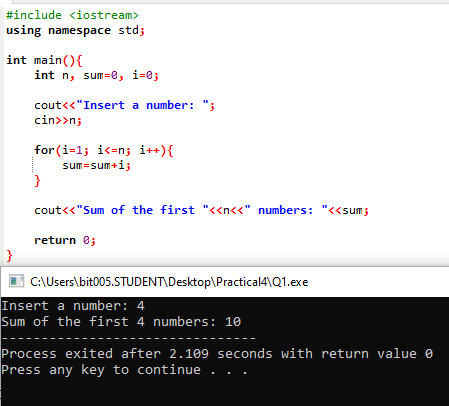 #include <iostream>
using namespace std;
int main(){
int n, sum=0, i=0;
cout<<"Insert a number: ";
cin>>n;
for(i=1; i<=n; i++){
sum=sum+i;
}
cout<<"Sum of the first "<<n<<" numbers: "<<sum;
return 0;
}
C:\Users\bit005.STUDENT\Desktop\Practical4\Q1.exe
Insert a number: 4
Sum of the first 4 numbers: 10
--------------------------------
Process exited after 2.109 seconds with return value 0
Press any key to continue . . .